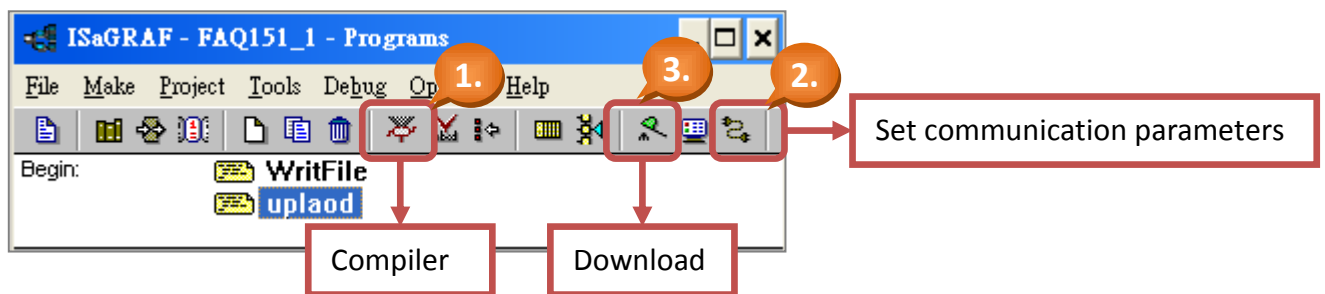 ISaGRAF - FAQ151_1 - Programs
File Make Project Tools Debug Op Help
1.
3.
2.
Set communication parameters
Begin: WritFile
uplaod
Compiler
Download